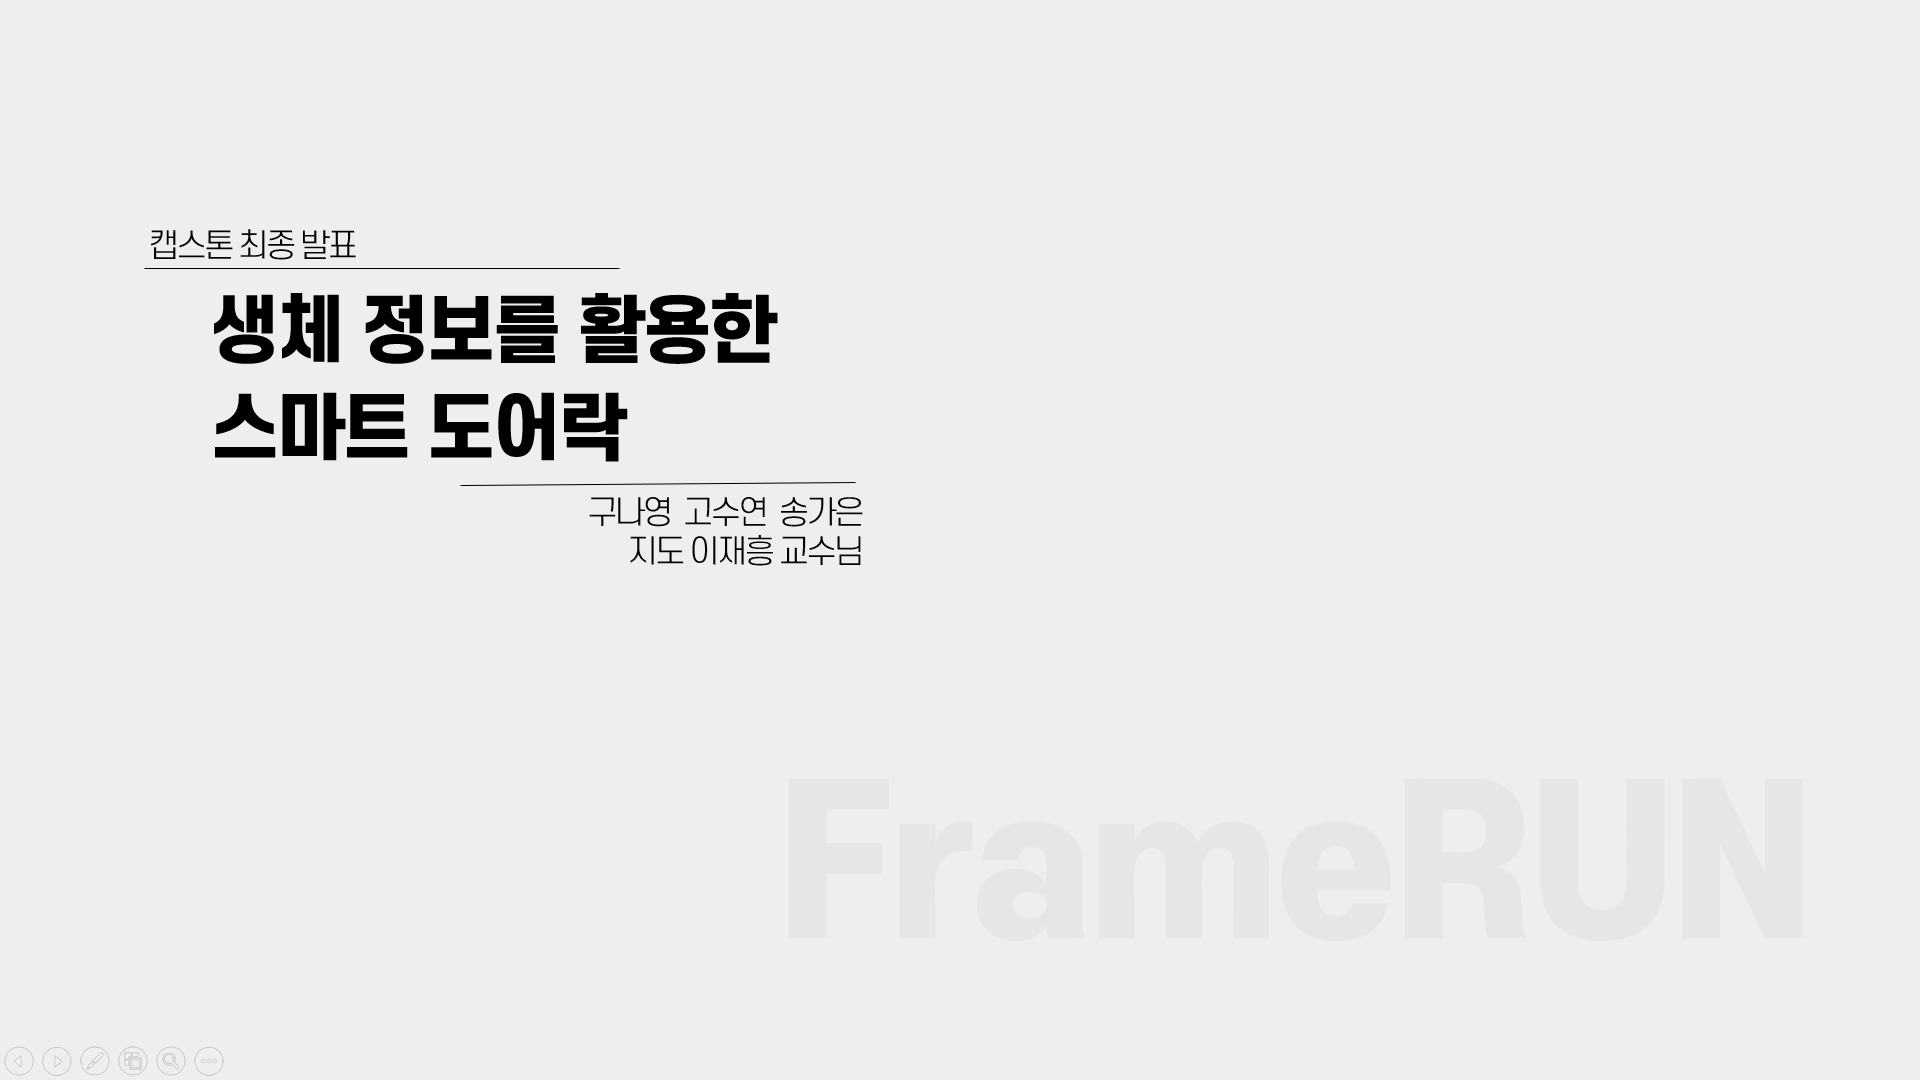 캡스톤 최종 발표
생체 정보를 활용한
스마트 도어락
구나영 고수연 송가은
지도 이재흥 교수님
FrameRUN